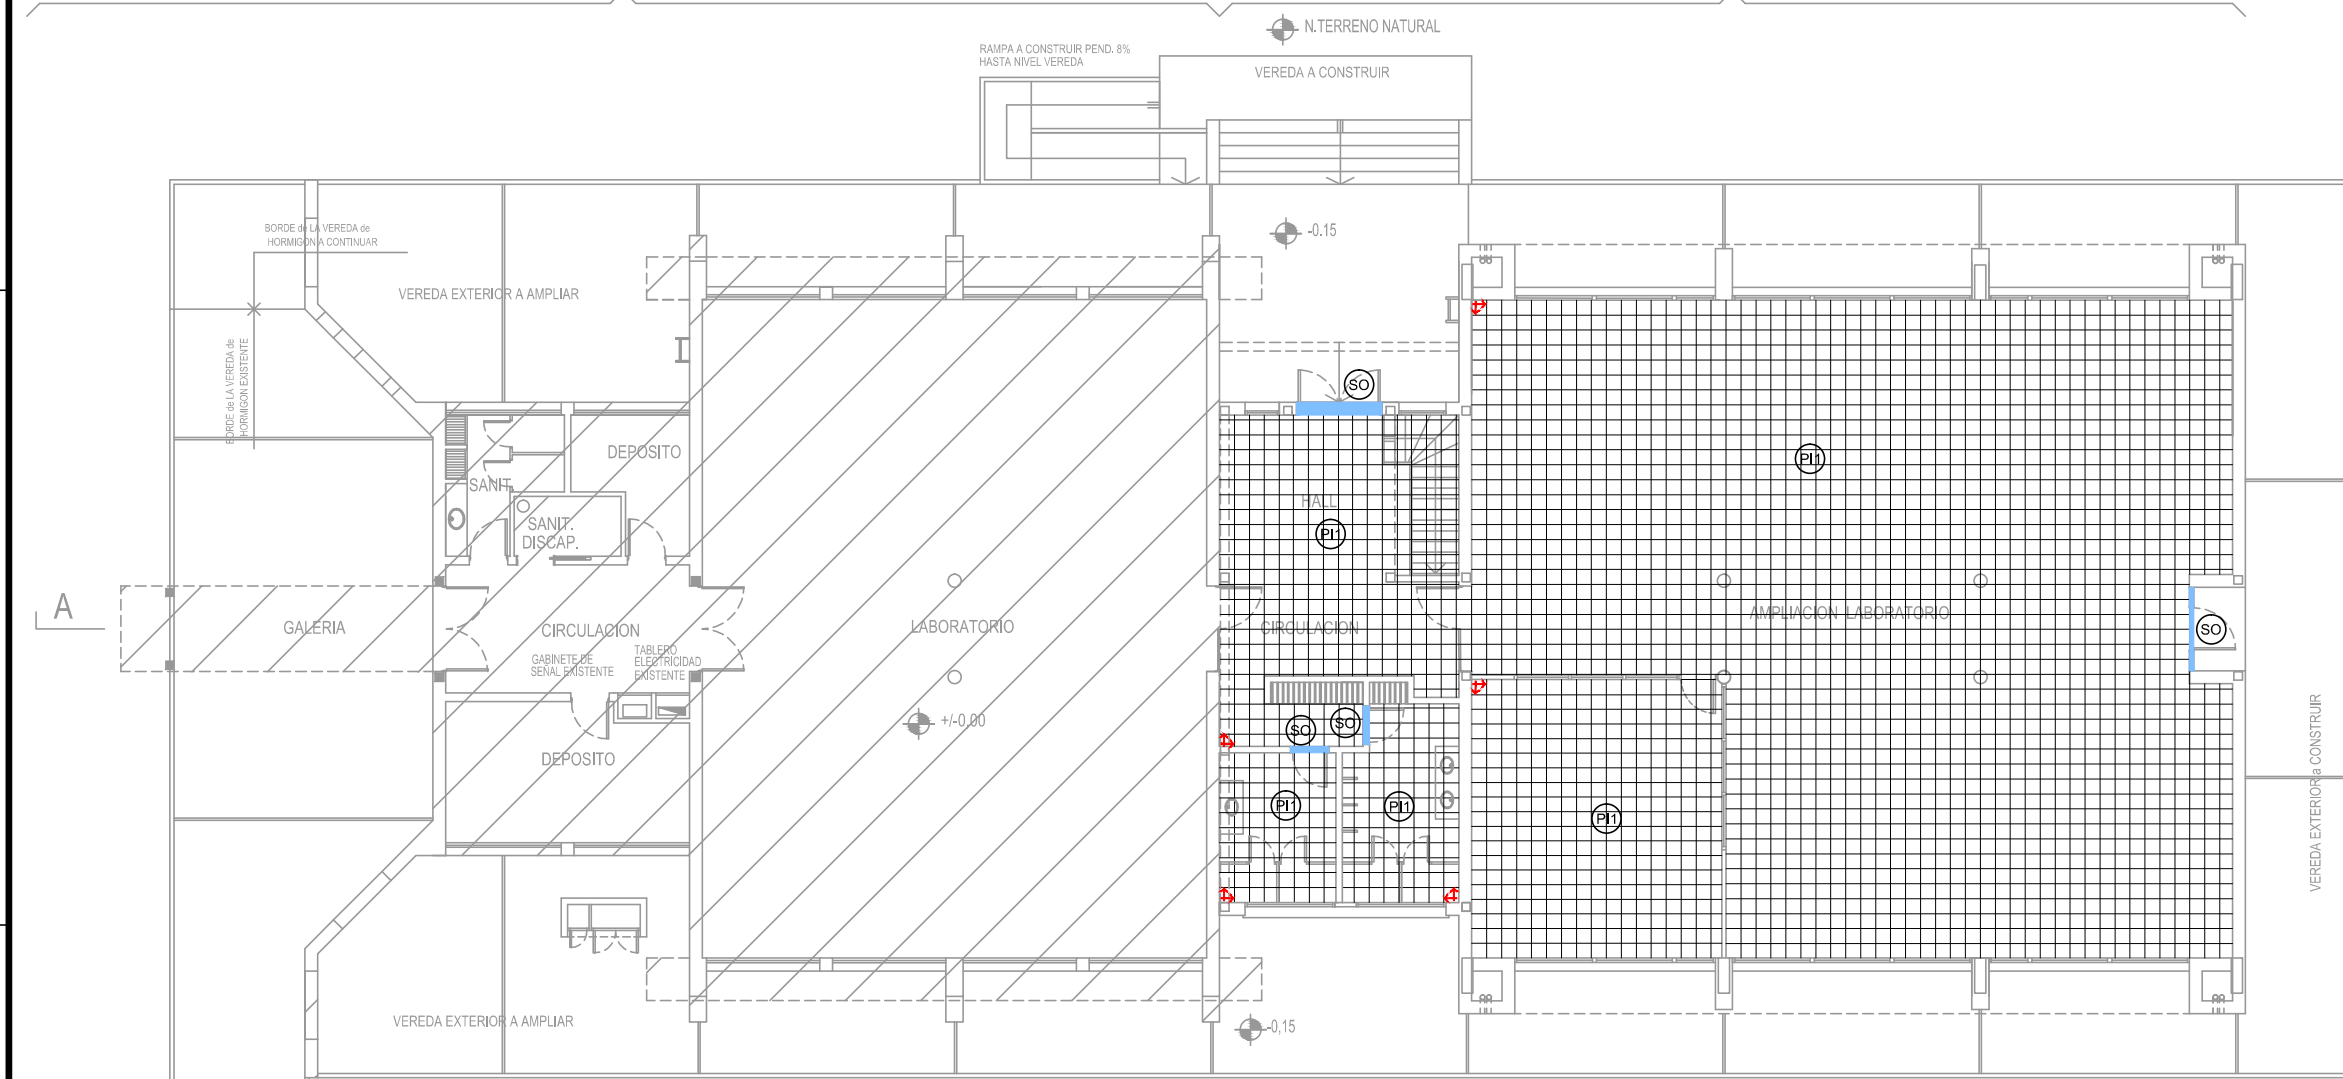 N.TERRENO NATURAL
RAMPA A CONSTRUIR PEND. 8%
HASTA NIVEL VEREDA
VEREDA A CONSTRUIR
BORDE de LA VEREDA de
HORMIGON A CONTINUAR
-0.15
VEREDA EXTERIOR A AMPLIAR
BORDE de LA VEREDA de
HORMIGON EXISTENTE
SO
DEPOSITO
PI1
SANIT.
HALL
SANIT.
DISCAP.
PI1
A
GALERIA
CIRCULACION
LABORATORIO
CIRCULACION
AMPLIACION LABORATORIO
SO
GABINETE DE
SEÑAL EXISTENTE
TABLERO
ELECTRICIDAD
EXISTENTE
+/-0,00
SO
SO
DEPOSITO
VEREDA EXTERIOR a CONSTRUIR
PI1
PI1
PI1
VEREDA EXTERIOR A AMPLIAR
-0,15